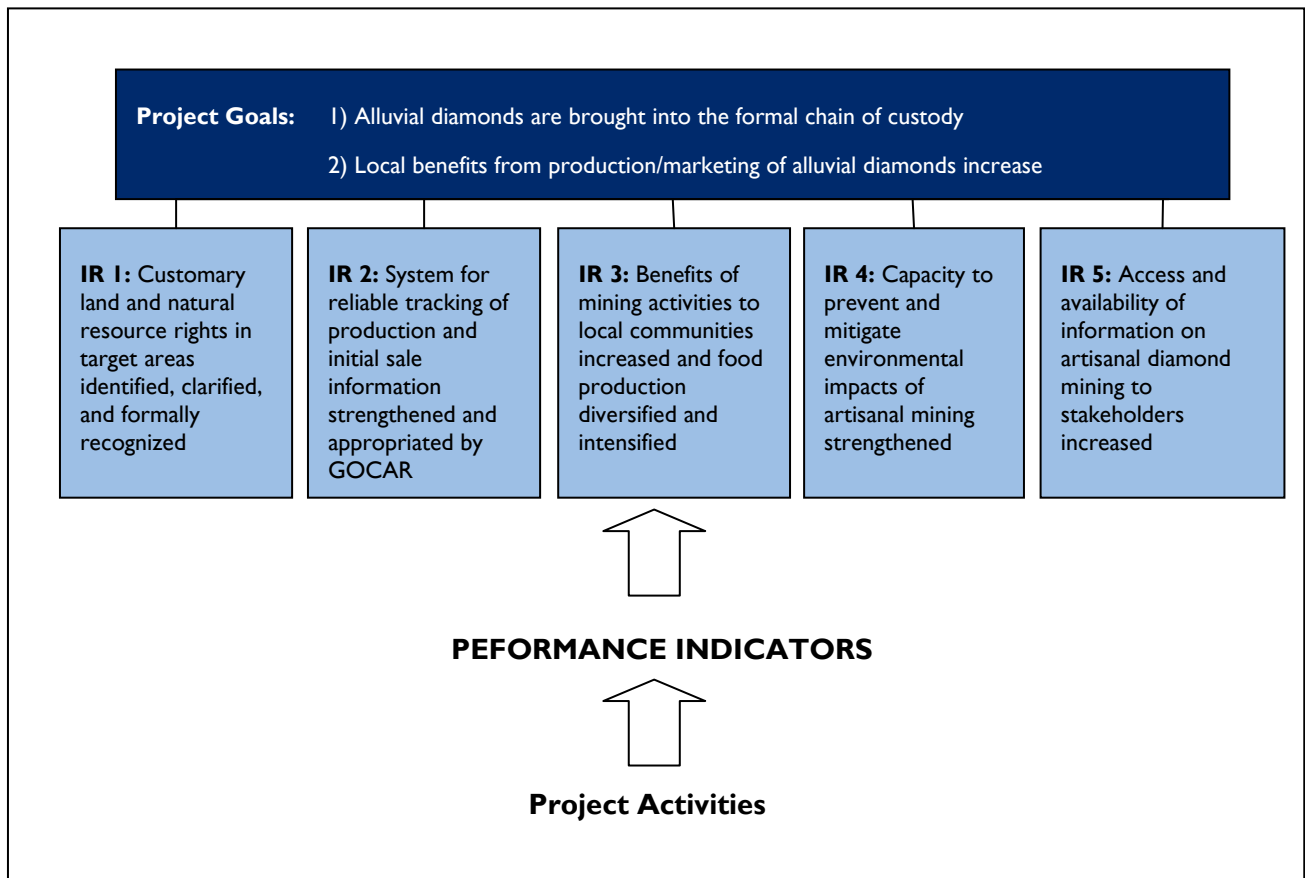 Project Goals: 1) Alluvial diamonds are brought into the formal chain of custody
2) Local benefits from production/marketing of alluvial diamonds increase
IR 1: Customary
land and natural
resource rights in
target areas
identified, clarified,
and formally
recognized
IR 2: System for
reliable tracking of
production and
initial sale
information
strengthened and
appropriated by
GOCAR
IR 3: Benefits of
mining activities to
local communities
increased and food
production
diversified and
intensified
IR 4: Capacity to
prevent and
mitigate
environmental
impacts of
artisanal mining
strengthened
IR 5: Access and
availability of
information on
artisanal diamond
mining to
stakeholders
increased
PEFORMANCE INDICATORS
Project Activities